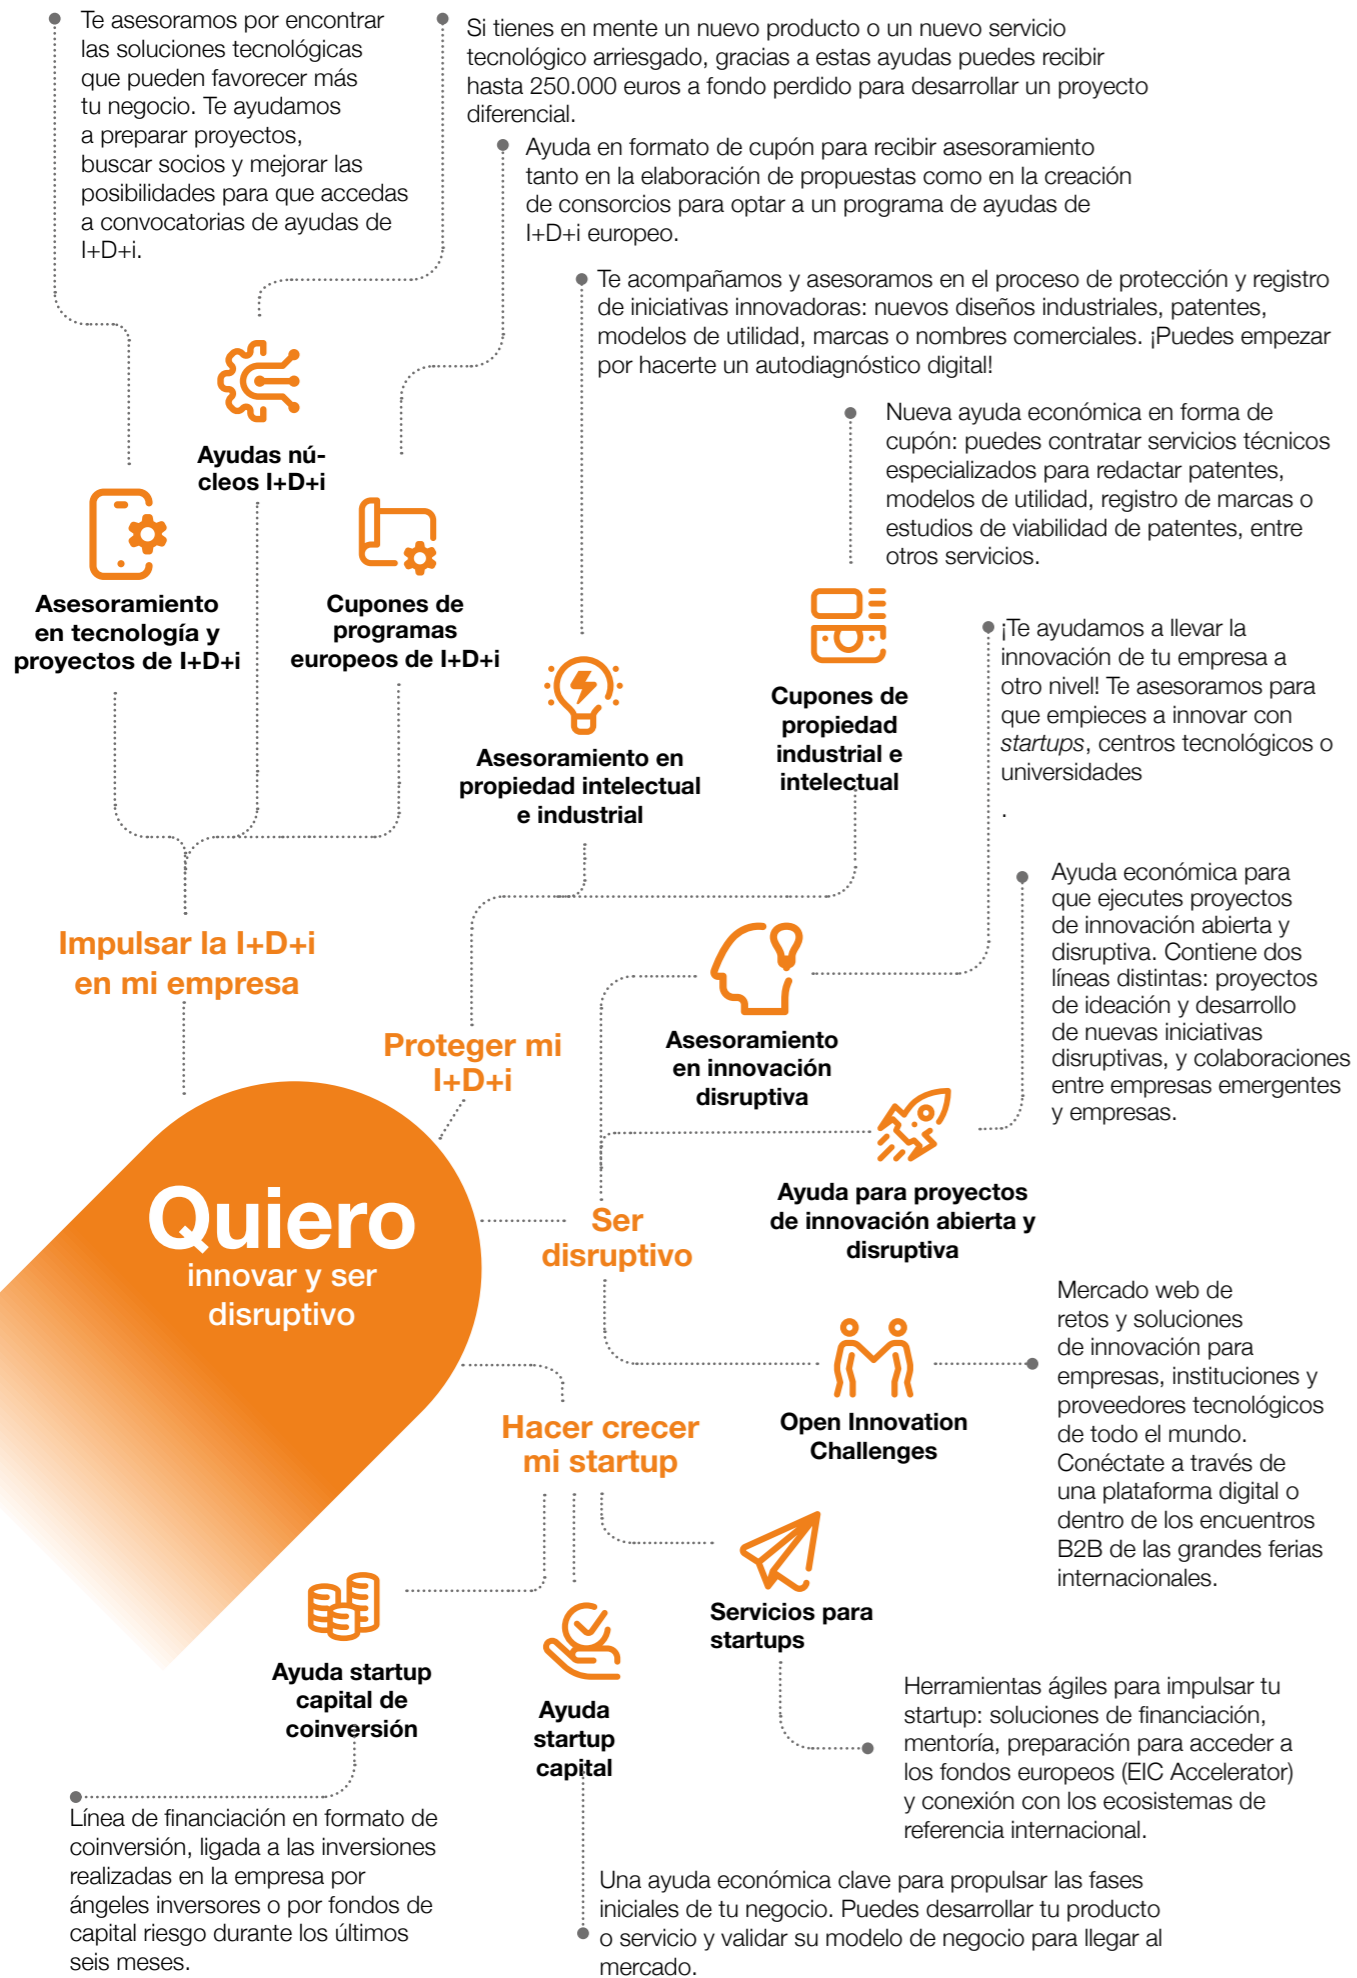 Te asesoramos por encontrar
las soluciones tecnológicas
que pueden favorecer más
tu negocio. Te ayudamos
a preparar proyectos,
buscar socios y mejorar las
posibilidades para que accedas
a convocatorias de ayudas de
I+D+i.
Si tienes en mente un nuevo producto o un nuevo servicio
tecnológico arriesgado, gracias a estas ayudas puedes recibir
hasta 250.000 euros a fondo perdido para desarrollar un proyecto
diferencial.
Ayuda en formato de cupón para recibir asesoramiento
tanto en la elaboración de propuestas como en la creación
de consorcios para optar a un programa de ayudas de
I+D+i europeo.
Te acompañamos y asesoramos en el proceso de protección y registro
de iniciativas innovadoras: nuevos diseños industriales, patentes,
modelos de utilidad, marcas o nombres comerciales. ¡Puedes empezar
por hacerte un autodiagnóstico digital!
Nueva ayuda económica en forma de
cupón: puedes contratar servicios técnicos
especializados para redactar patentes,
modelos de utilidad, registro de marcas o
estudios de viabilidad de patentes, entre
otros servicios.
Ayudas nú-
cleos I+D+i
Asesoramiento
en tecnología y
proyectos de I+D+i
Cupones de
programas
europeos de I+D+i
Asesoramiento en
propiedad intelectual
e industrial
Cupones de
propiedad
industrial e
intelectual
¡Te ayudamos a llevar la
innovación de tu empresa a
otro nivel! Te asesoramos para
que empieces a innovar con
startups, centros tecnológicos o
universidades
.
Impulsar la I+D+i
en mi empresa
Proteger mi
I+D+i
Asesoramiento
en innovación
disruptiva
Ayuda económica para
que ejecutes proyectos
de innovación abierta y
disruptiva. Contiene dos
líneas distintas: proyectos
de ideación y desarrollo
de nuevas iniciativas
disruptivas, y colaboraciones
entre empresas emergentes
y empresas.
Quiero
innovar y ser
disruptivo
Ser
disruptivo
Ayuda para proyectos
de innovación abierta y
disruptiva
Open Innovation
Challenges
Mercado web de
retos y soluciones
de innovación para
empresas, instituciones y
proveedores tecnológicos
de todo el mundo.
Conéctate a través de
una plataforma digital o
dentro de los encuentros
B2B de las grandes ferias
internacionales.
Hacer crecer
mi startup
Servicios para
startups
Ayuda startup
capital de
coinversión
Ayuda
startup
capital
Herramientas ágiles para impulsar tu
startup: soluciones de financiación,
mentoría, preparación para acceder a
los fondos europeos (EIC Accelerator)
y conexión con los ecosistemas de
referencia internacional.
Línea de financiación en formato de
coinversión, ligada a las inversiones
realizadas en la empresa por
ángeles inversores o por fondos de
capital riesgo durante los últimos
seis meses.
Una ayuda económica clave para propulsar las fases
iniciales de tu negocio. Puedes desarrollar tu producto
o servicio y validar su modelo de negocio para llegar al
mercado.